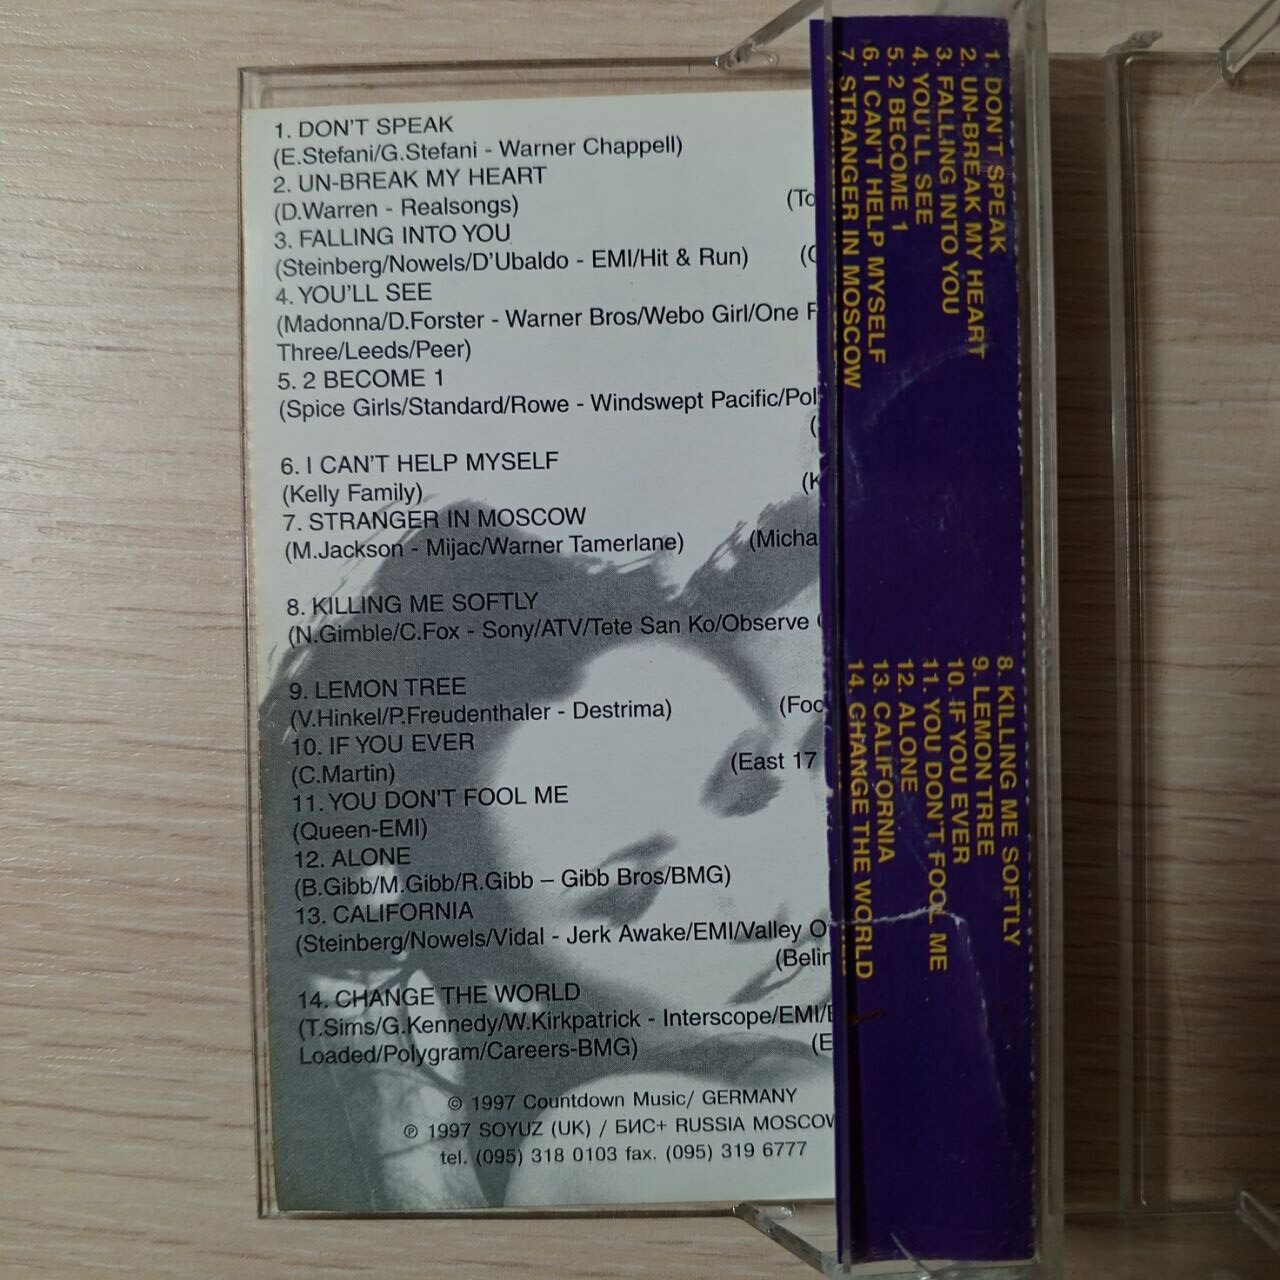 1. DON'T SPEAK
(E.Stefani/G.Stefani - Warner Chappell)
2. UN-BREAK MY HEART
(D.Warren - Realsongs) (To
3. FALLING INTO YOU
(Steinberg/Nowels/D'Ubaldo - EMI/Hit & Run) (C
4. YOU'LL SEE
(Madonna/D.Forster - Warner Bros/Webo Girl/One F
Three/Leeds/Peer)
5. 2 BECOME 1
(Spice Girls/Standard/Rowe - Windswept Pacific/Pol
(
6. I CAN'T HELP MYSELF
(Kelly Family) (K
7. STRANGER IN MOSCOW
(M.Jackson - Mijac/Warner Tamerlane) (Micha
8. KILLING ME SOFTLY
(N.Gimble/C.Fox - Sony/ATV/Tete San Ko/Observe
9. LEMON TREE
(V.Hinkel/P.Freudenthaler - Destrima) (Foo
10. IF YOU EVER
(C.Martin) (East 17
11. YOU DON'T FOOL ME
(Queen-EMI)
12. ALONE
(B.Gibb/M.Gibb/R.Gibb – Gibb Bros/BMG)
13. CALIFORNIA
(Steinberg/Nowels/Vidal - Jerk Awake/EMI/Valley O
(Belin
14. CHANGE THE WORLD
(T.Sims/G.Kennedy/W.Kirkpatrick - Interscope/EMI/
Loaded/Polygram/Careers-BMG) (E
© 1997 Countdown Music/ GERMANY
℗ 1997 SOYUZ (UK) / БИС+ RUSSIA MOSCOW
tel. (095) 318 0103 fax. (095) 319 6777
1. DON'T SPEAK
2. UN-BREAK MY HEART
3. FALLING INTO YOU
4. YOU'LL SEE
5. 2 BECOME 1
6. I CAN'T HELP MYSELF
7. STRANGER IN MOSCOW
8. KILLING ME SOFTLY
9. LEMON TREE
10. IF YOU EVER
11. YOU DON'T FOOL ME
12. ALONE
13. CALIFORNIA
14. CHANGE THE WORLD